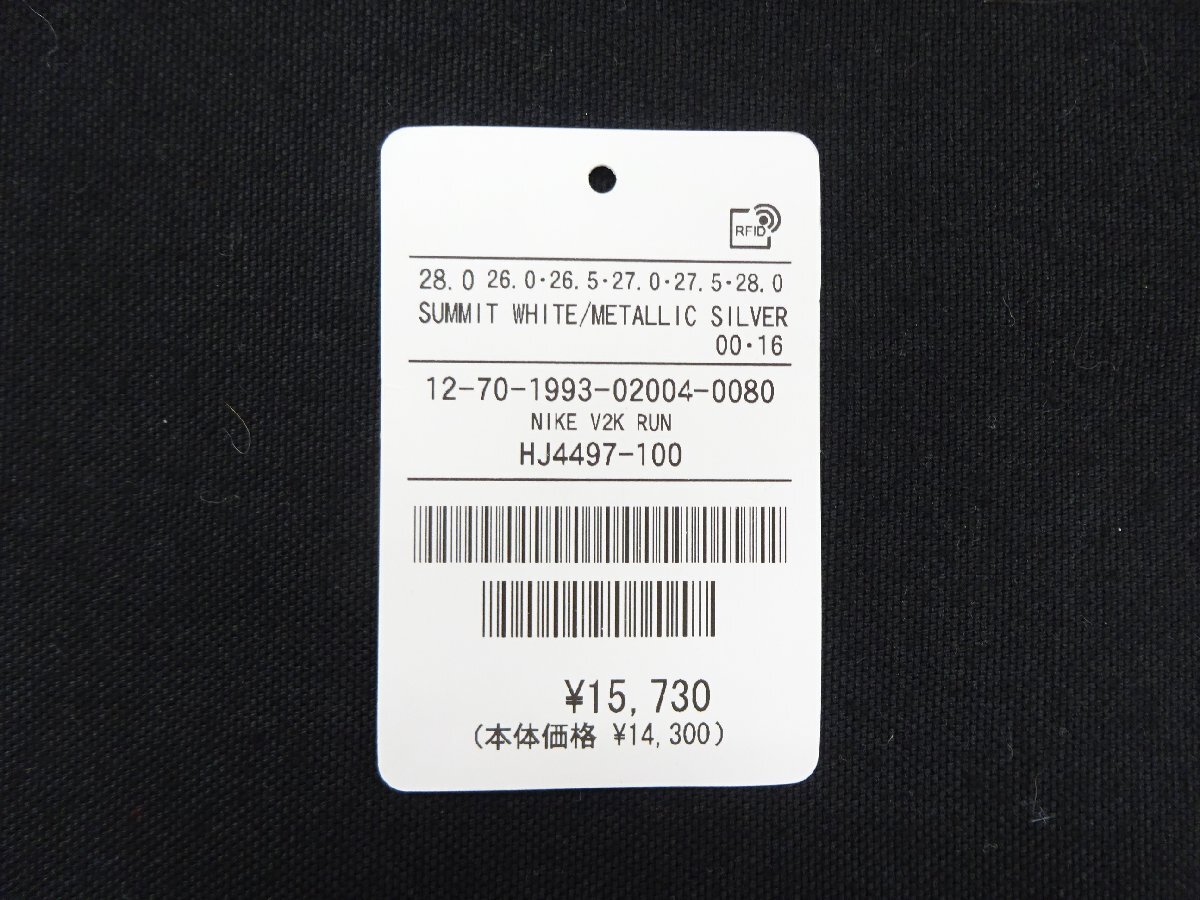 RFID
28.0 26.0・26.5・27.0・27.5・28.0
SUMMIT WHITE/METALLIC SILVER
00・16
12-70-1993-02004-0080
NIKE V2K RUN
HJ4497-100
¥15,730
(本体価格 ¥14,300)